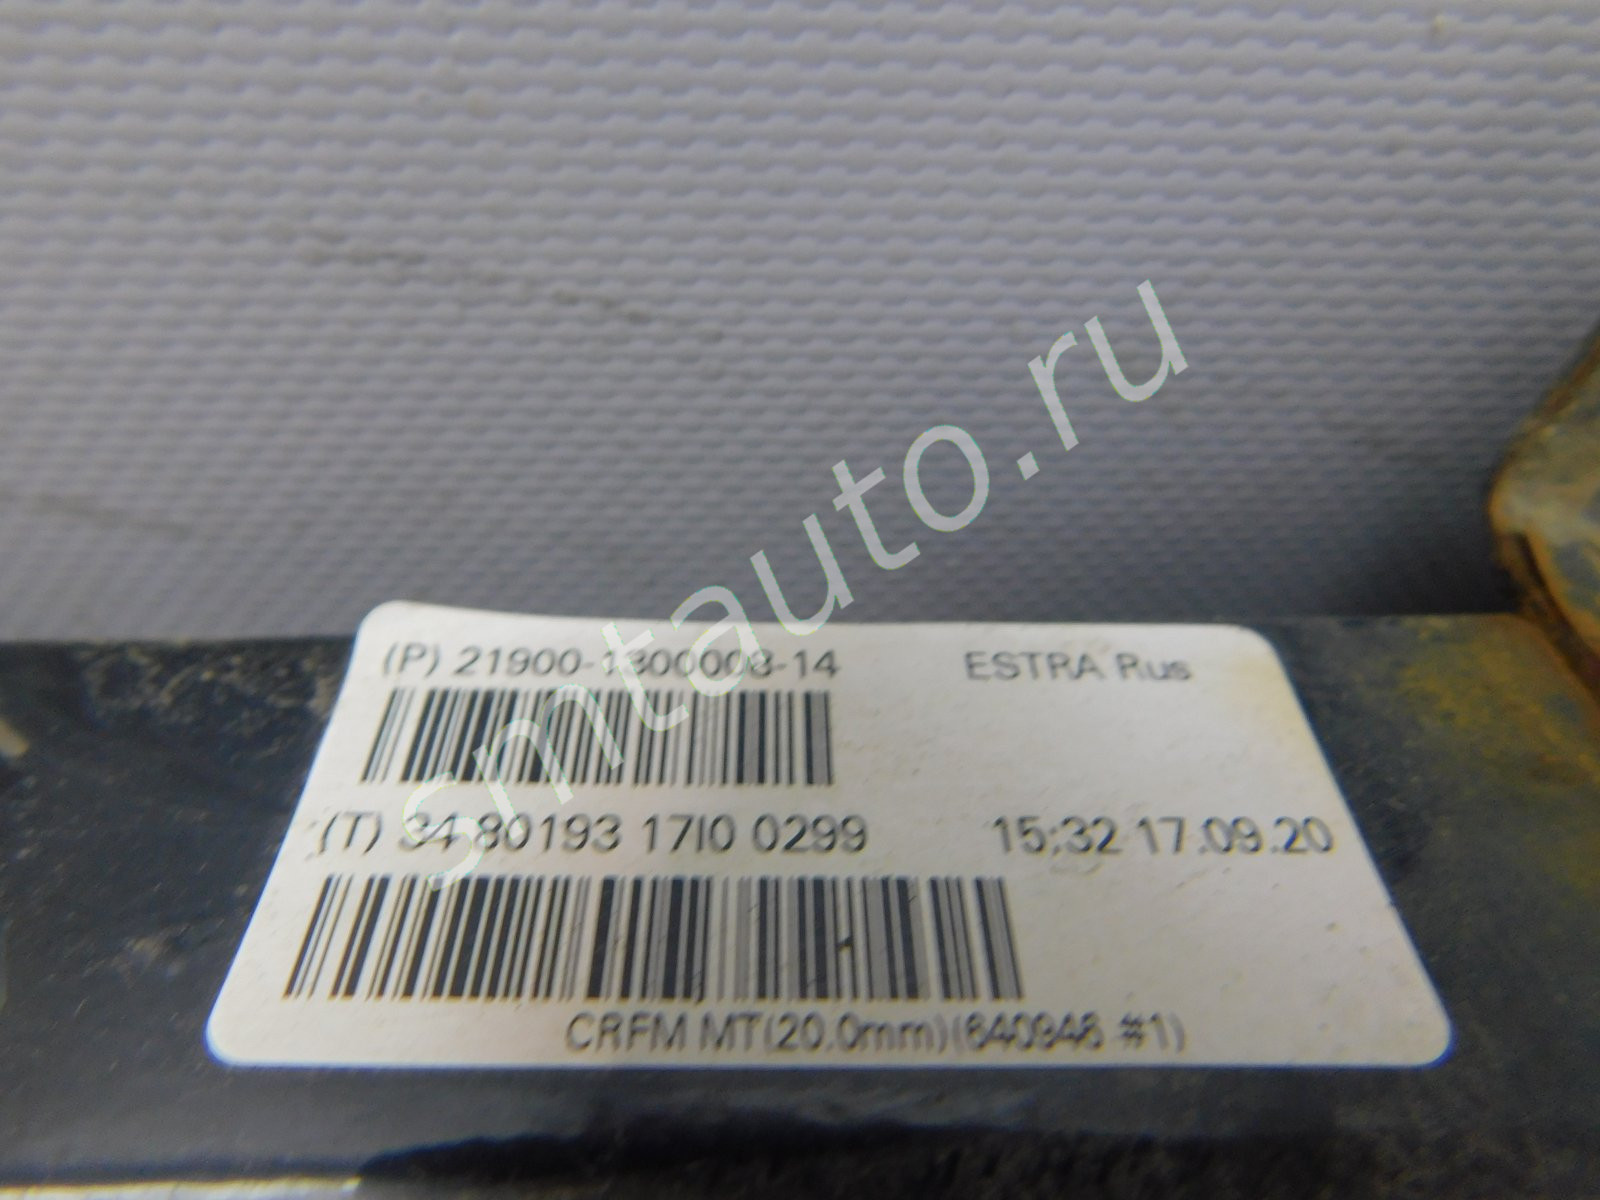 (P) 21900-1300008-14 ESTRA Rus
(T) 34 80193 17I0 0299 15:32 17.09.20
CRFM MT(20.0mm)(640946 #1)
smtauto.ru